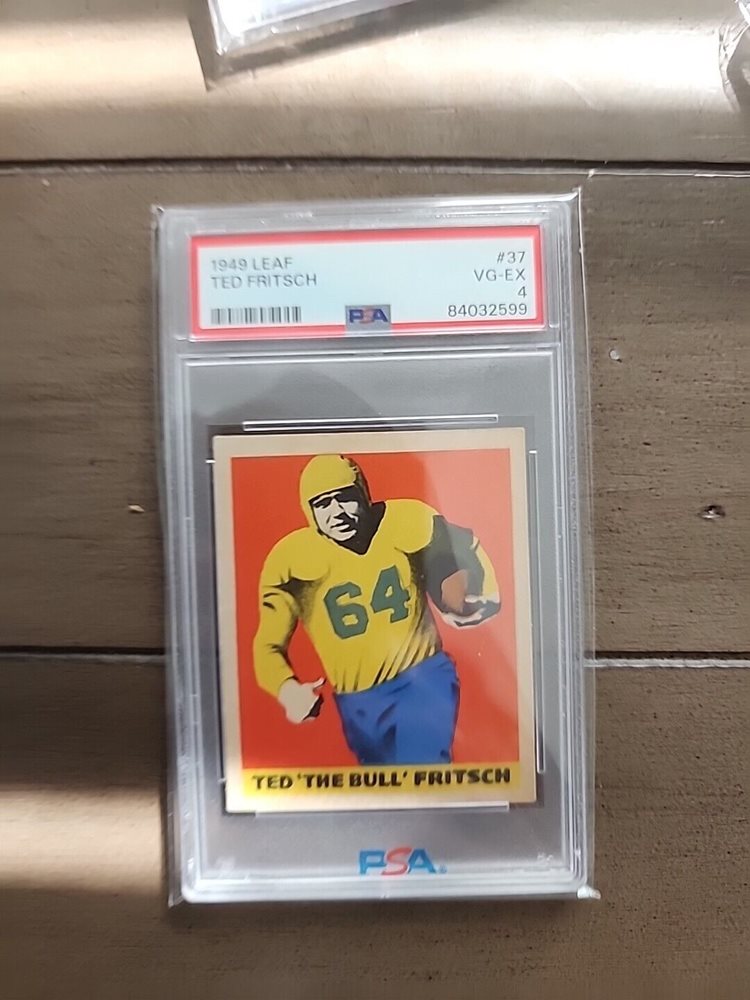 1949 LEAF #37
TED FRITSCH VG-EX
4
PSA 84032599
64
TED 'THE BULL' FRITSCH
PSA